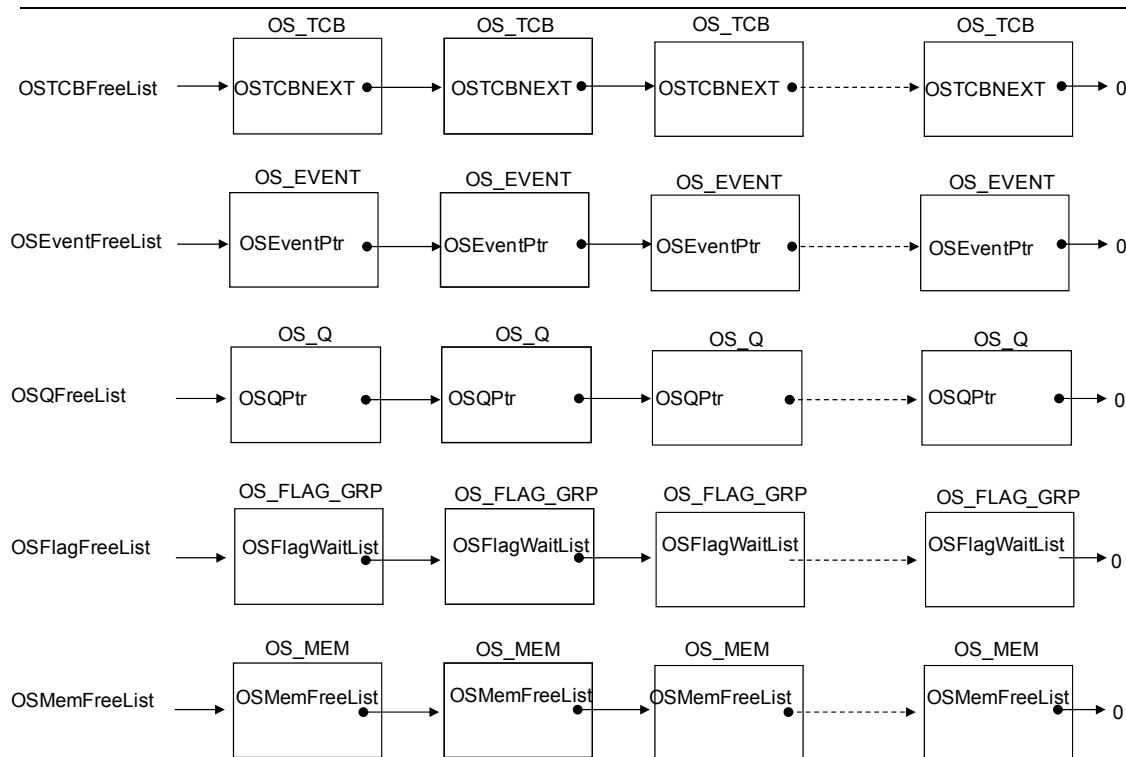 OS_TCB OS_TCB OS_TCB OS_TCB
OSTCBFreeList OSTCBNEXT OSTCBNEXT OSTCBNEXT OSTCBNEXT 0
OS_EVENT OS_EVENT OS_EVENT OS_EVENT
OSEventFreeList OSEventPtr OSEventPtr OSEventPtr OSEventPtr 0
OS_Q OS_Q OS_Q OS_Q
OSQFreeList OSQPtr OSQPtr OSQPtr OSQPtr 0
OS_FLAG_GRP OS_FLAG_GRP OS_FLAG_GRP OS_FLAG_GRP
OSFlagFreeList OSFlagWaitList OSFlagWaitList OSFlagWaitList OSFlagWaitList 0
OS_MEM OS_MEM OS_MEM OS_MEM
OSMemFreeList OSMemFreeList OSMemFreeList OSMemFreeList OSMemFreeList 0